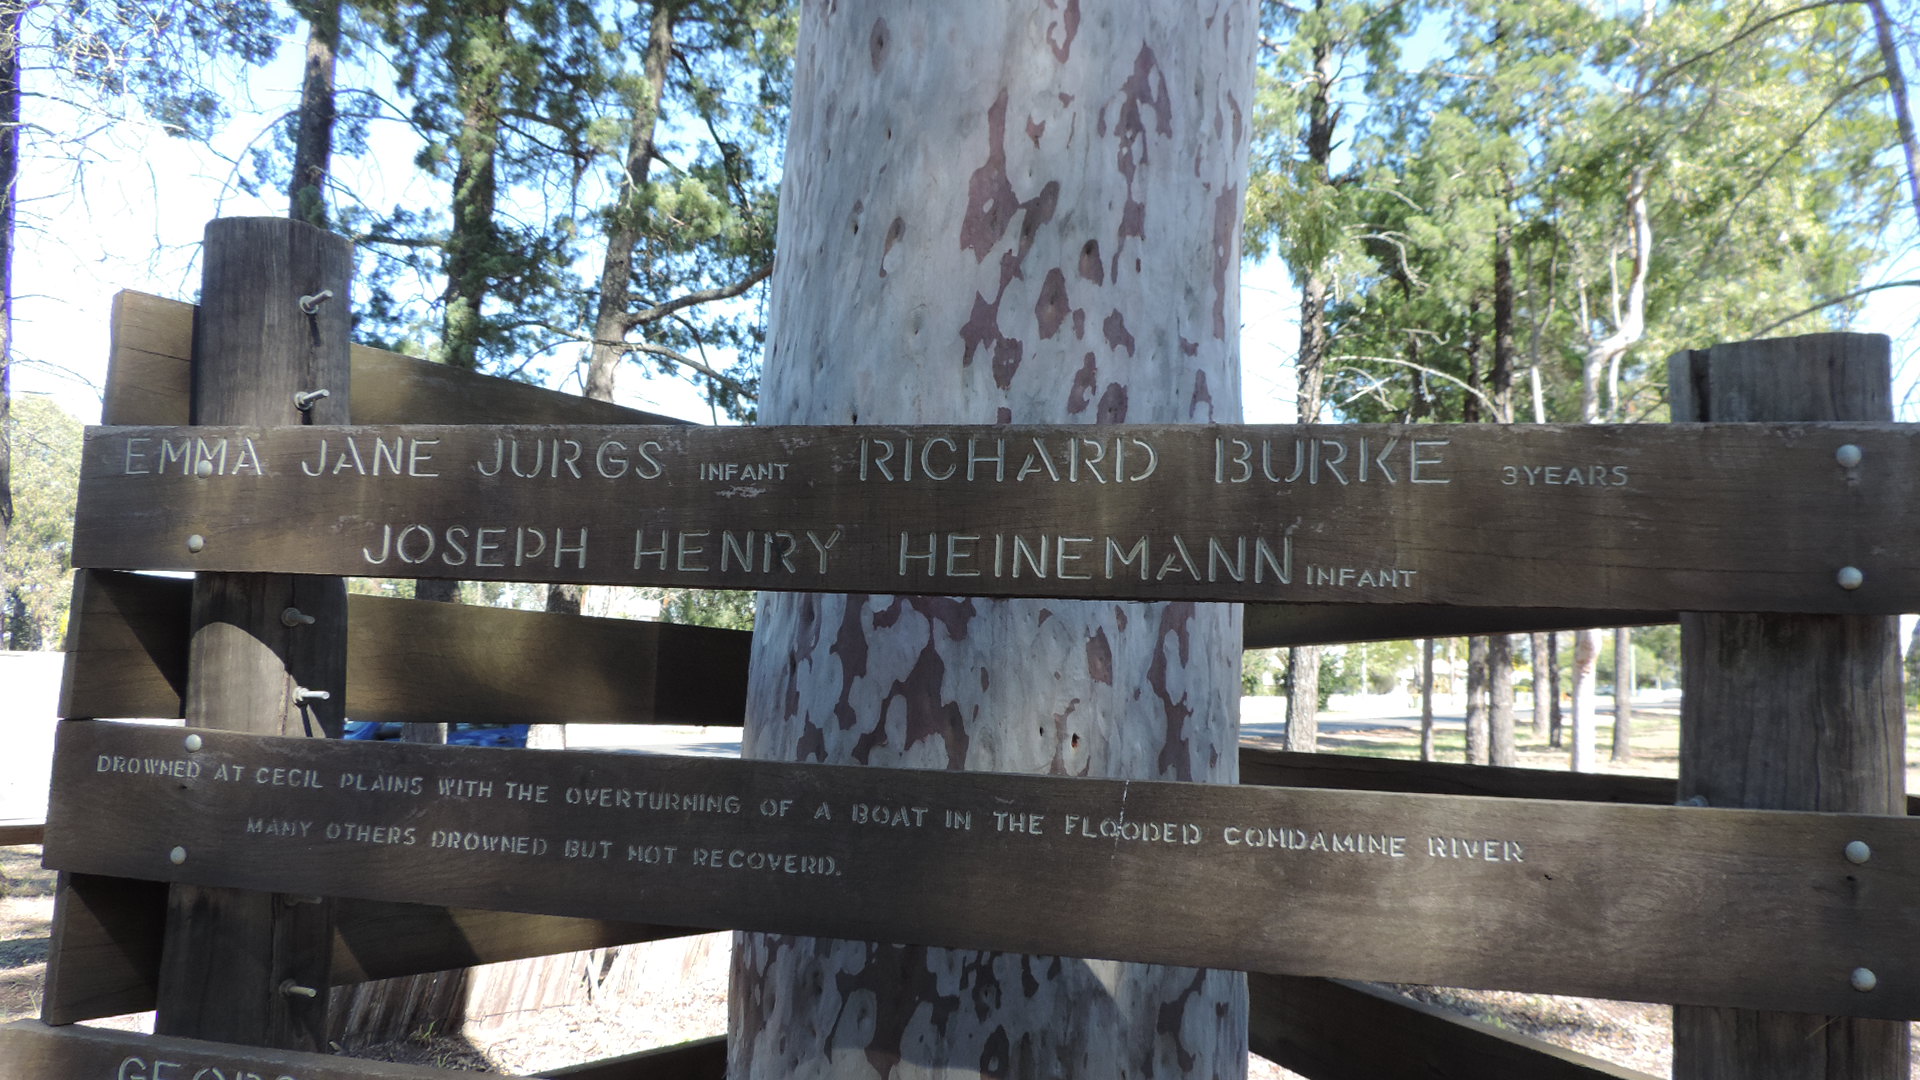 EMMA JANE JURGS INFANT RICHARD BURKE 3YEARS
JOSEPH HENRY HEINEMANN INFANT
DROWNED AT CECIL PLAINS WITH THE OVERTURNING OF A BOAT IN THE FLOODED CONDAMINE RIVER
MANY OTHERS DROWNED BUT NOT RECOVERD.